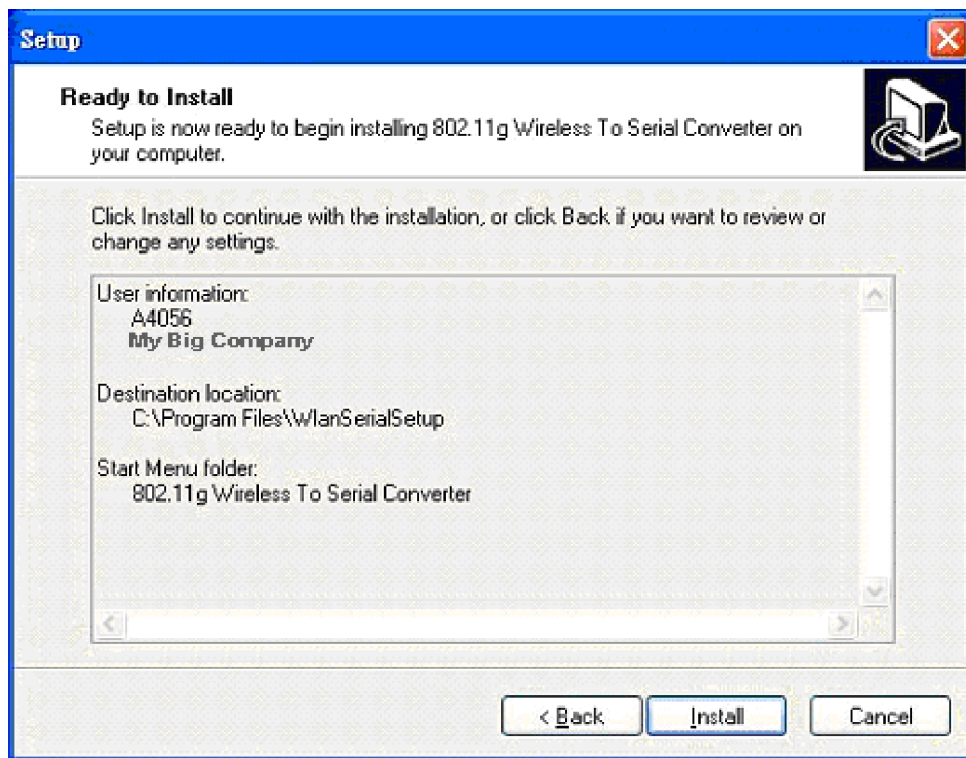 Setup
Ready to Install
Setup is now ready to begin installing 802.11g Wireless To Serial Converter on
your computer.
Click Install to continue with the installation, or click Back if you want to review or
change any settings.
User information:
A4056
My Big Company
Destination location:
C:\Program Files\WlanSerialSetup
Start Menu folder:
802.11g Wireless To Serial Converter
< Back
Install
Cancel